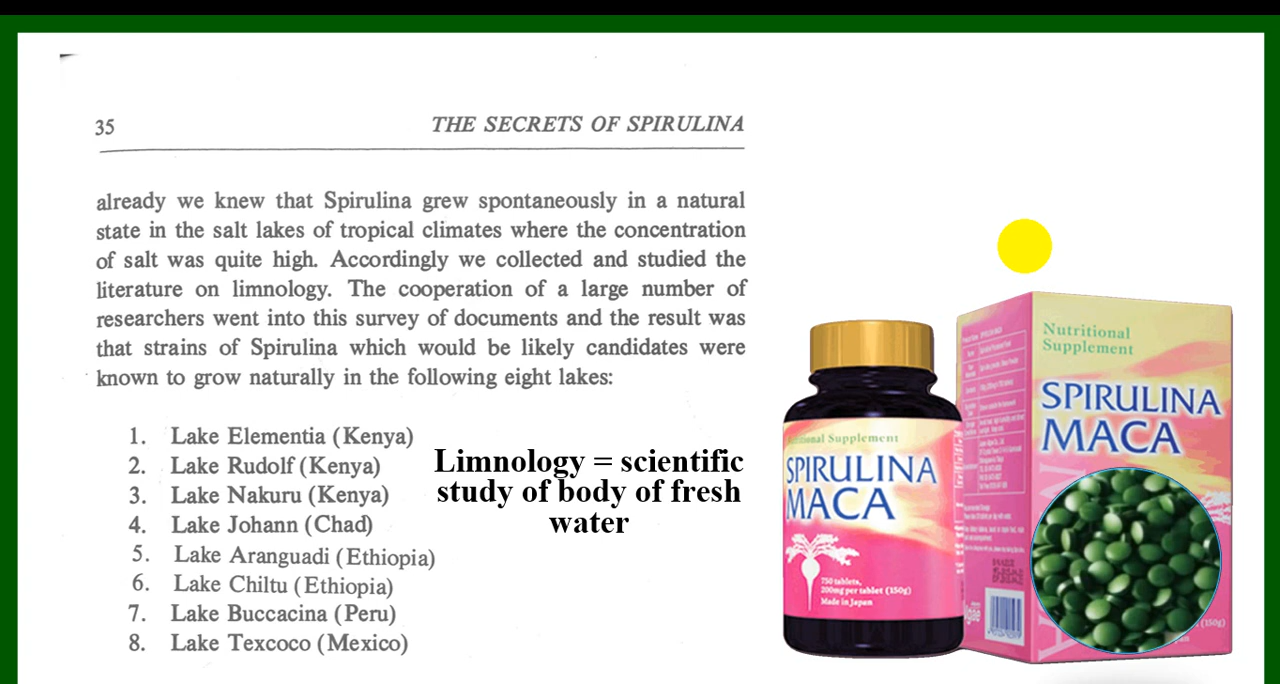 35
THE SECRETS OF SPIRULINA
already we knew that Spirulina grew spontaneously in a natural
state in the salt lakes of tropical climates where the concentration
of salt was quite high. Accordingly we collected and studied the
literature on limnology. The cooperation of a large number of
researchers went into this survey of documents and the result was
that strains of Spirulina which would be likely candidates were
known to grow naturally in the following eight lakes:
1. Lake Elementia (Kenya)
2. Lake Rudolf (Kenya)
3. Lake Nakuru (Kenya)
4. Lake Johann (Chad)
5. Lake Aranguadi (Ethiopia)
6. Lake Chiltu (Ethiopia)
7. Lake Buccacina (Peru)
8. Lake Texcoco (Mexico)
Limnology = scientific
study of body of fresh
water
Nutritional Supplement
SPIRULINA
MACA
750 tablets,
200mg per tablet (150g)
Made in Japan
Nutritional
Supplement
SPIRULINA
MACA
(150g)